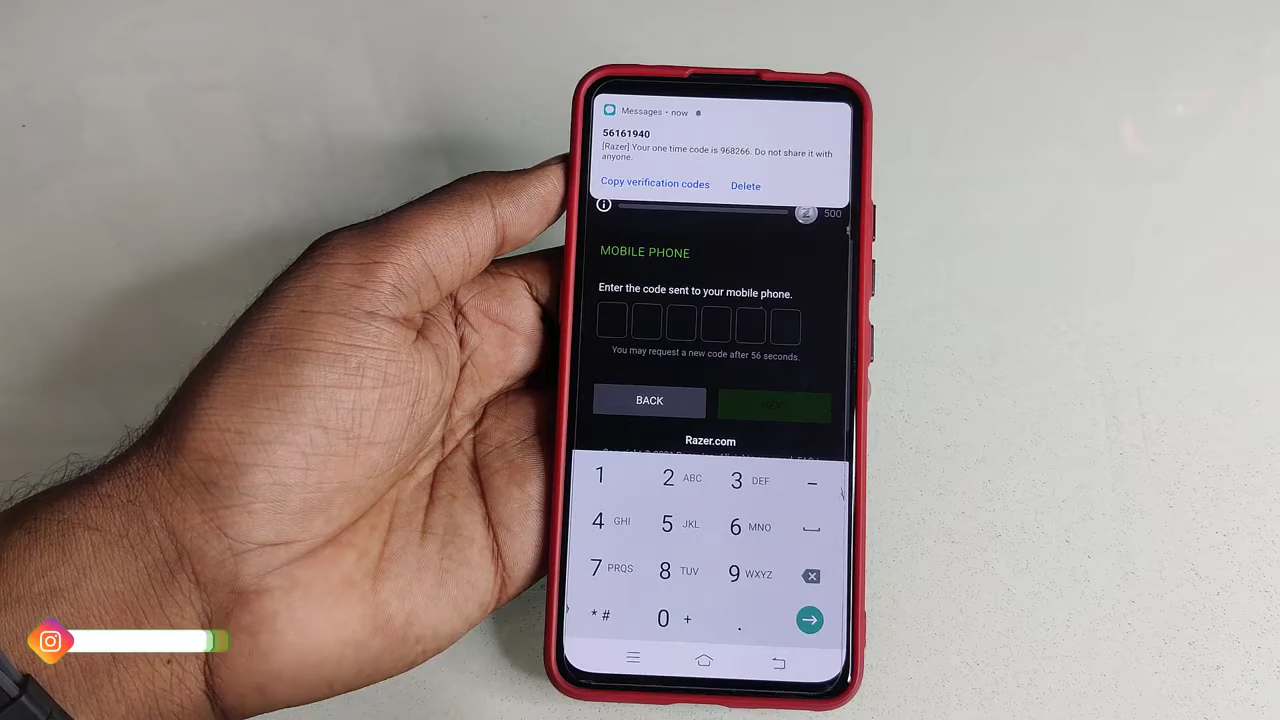 Messages • now
56161940
[Razer] Your one time code is 968266. Do not share it with
anyone.
Copy verification codes Delete
500
MOBILE PHONE
Enter the code sent to your mobile phone.
You may request a new code after 56 seconds.
BACK NEXT
Razer.com
1 2 ABC 3 DEF -
4 GHI 5 JKL 6 MNO
7 PRQS 8 TUV 9 WXYZ
* # 0 + .